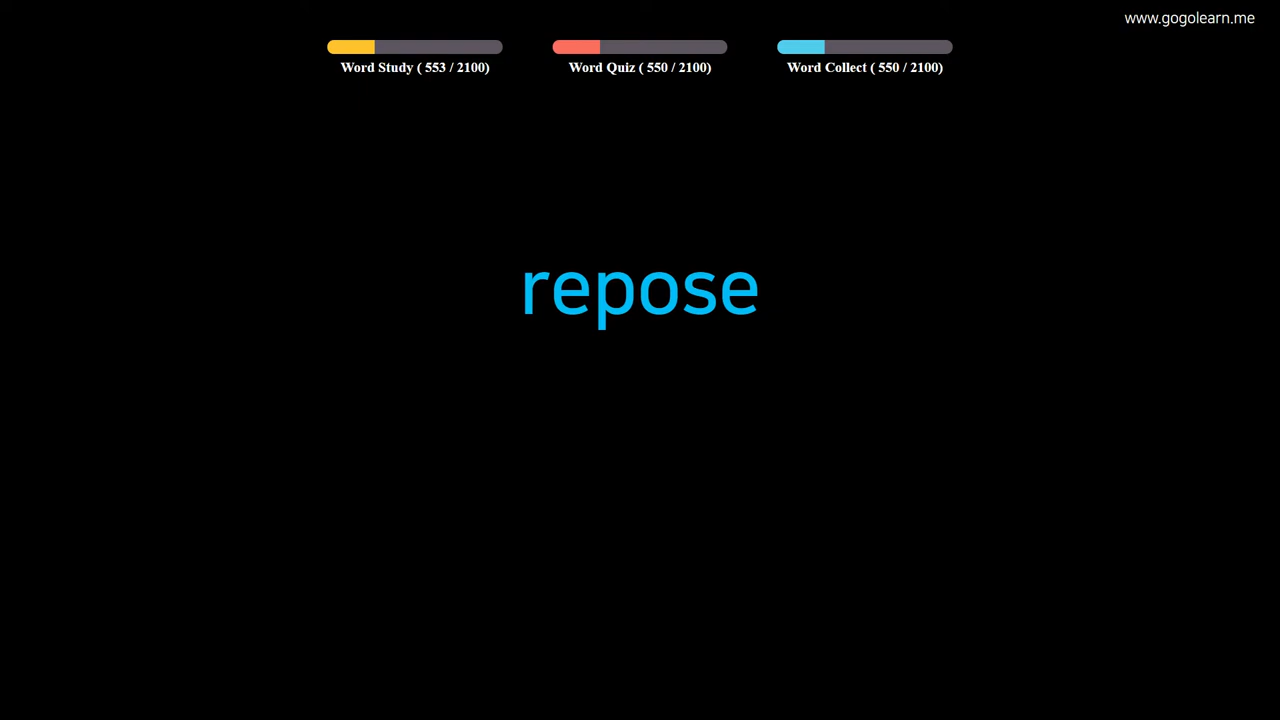 www.gogolearn.me
Word Study ( 553 / 2100)
Word Quiz ( 550 / 2100)
Word Collect ( 550 / 2100)
repose